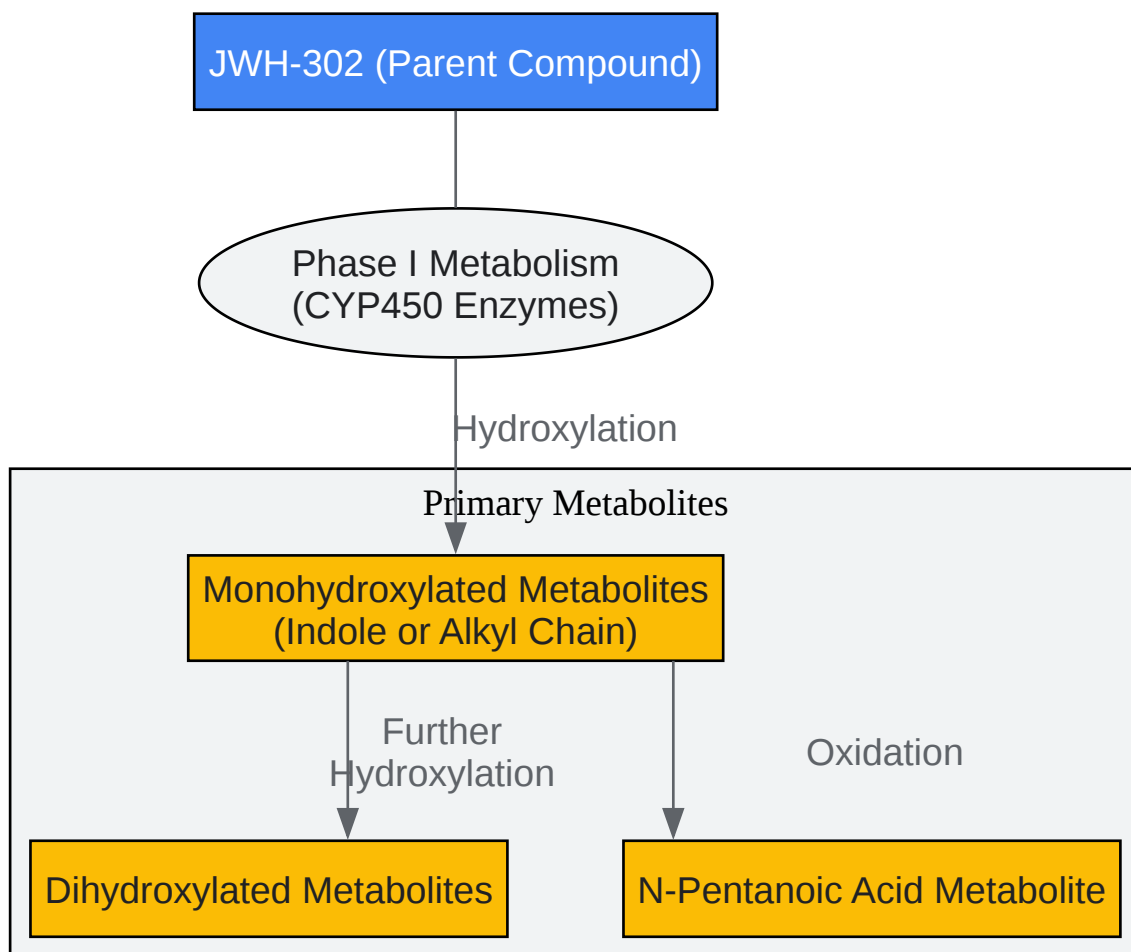 JWH-302 (Parent Compound)
Phase I Metabolism
(CYP450 Enzymes)
Hydroxylation
Primary Metabolites
Monohydroxylated Metabolites
(Indole or Alkyl Chain)
Further
Hydroxylation
Oxidation
Dihydroxylated Metabolites
N-Pentanoic Acid Metabolite